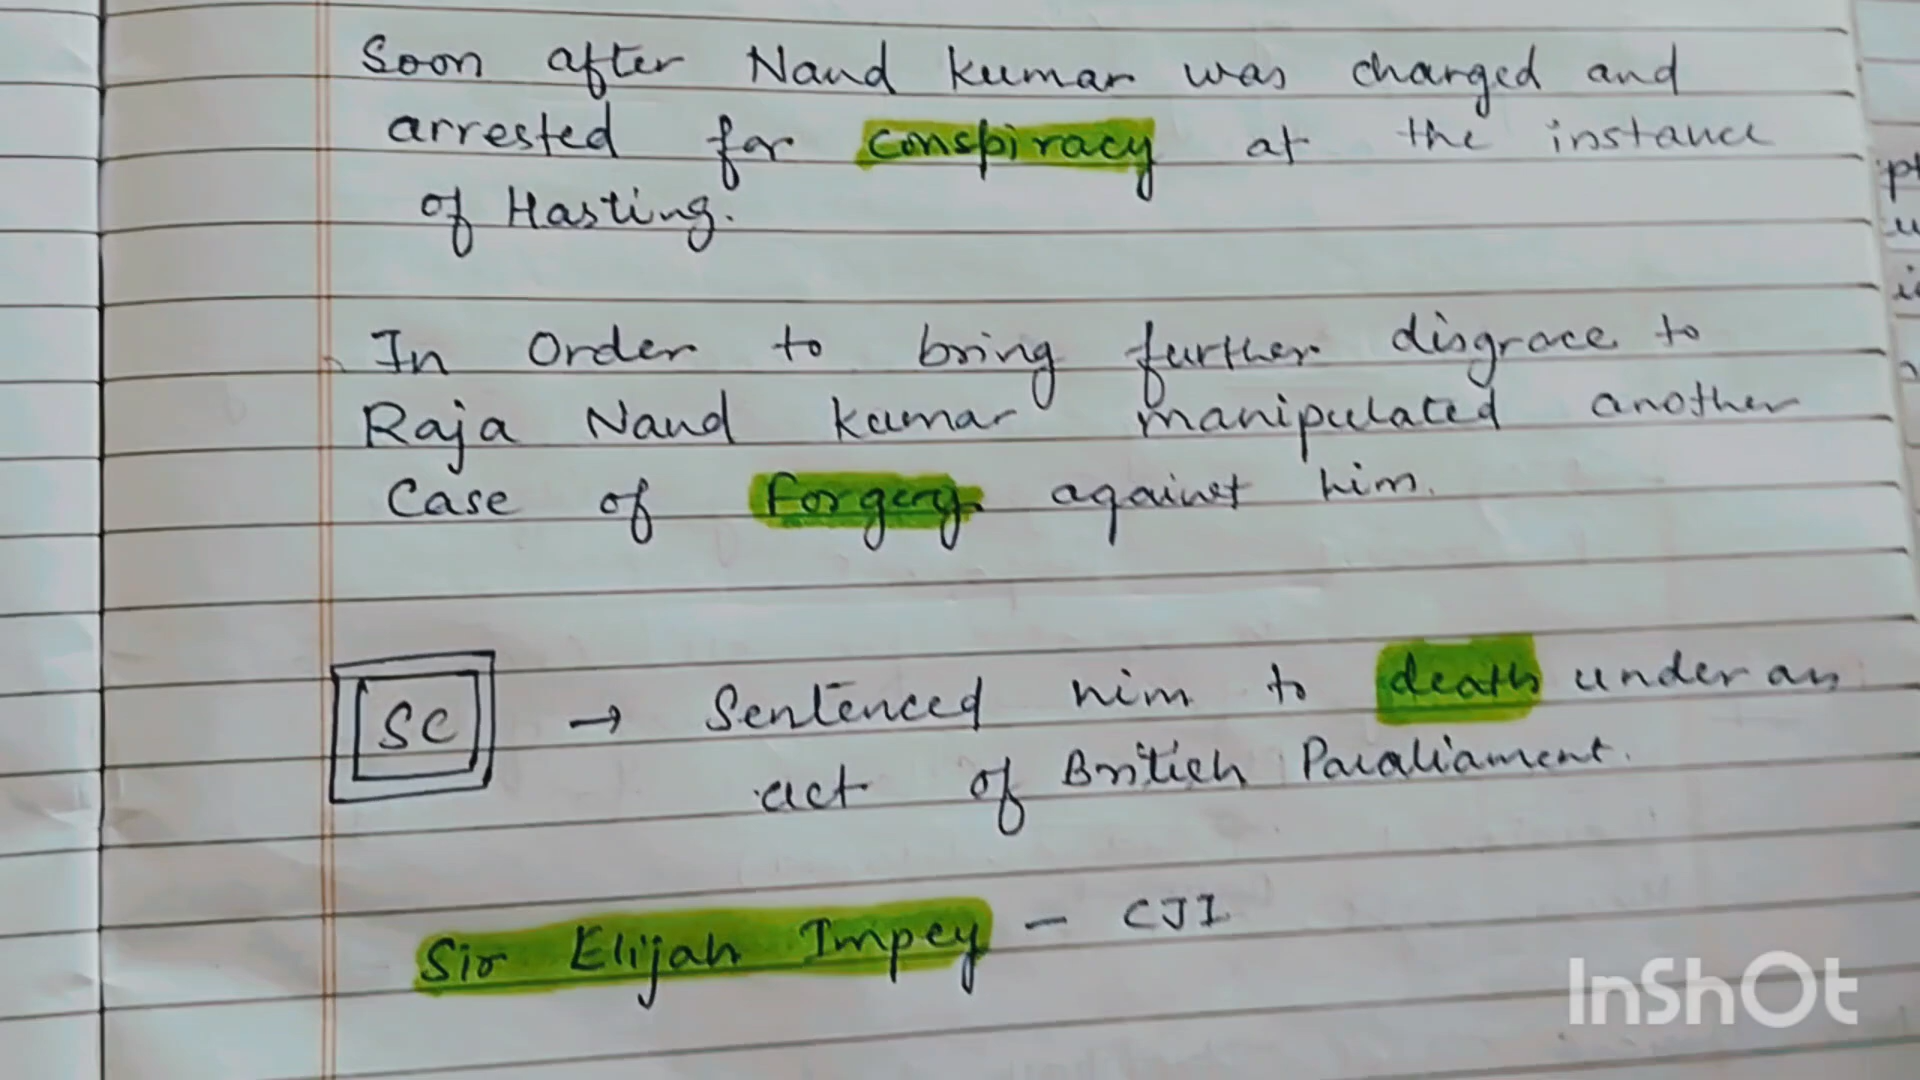 Soon after Nand Kumar was charged and
arrested for conspiracy at the instance
of Hasting.
In Order to bring further disgrace to
Raja Nand Kumar manipulated another
Case of Forgery against him.
SC → Sentenced him to death under an
act of British Paraliament.
Sir Elijah Impey - CJI
InShOt